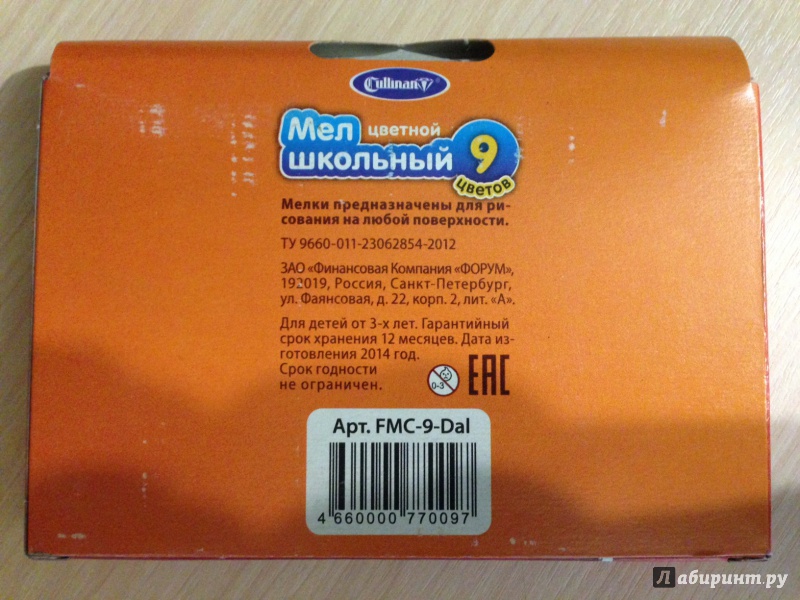 Cullinan®
Мел цветной
школьный 9
цветов
Мелки предназначены для ри-
сования на любой поверхности.
ТУ 9660-011-23062854-2012
ЗАО «Финансовая Компания «ФОРУМ»,
192019, Россия, Санкт-Петербург,
ул. Фаянсовая, д. 22, корп. 2, лит. «А».
Для детей от 3-х лет. Гарантийный
срок хранения 12 месяцев. Дата из-
готовления 2014 год.
Срок годности
не ограничен.
0-3
ЕАС
Арт. FMC-9-Dal
4 660000 770097
Лабиринт.ру